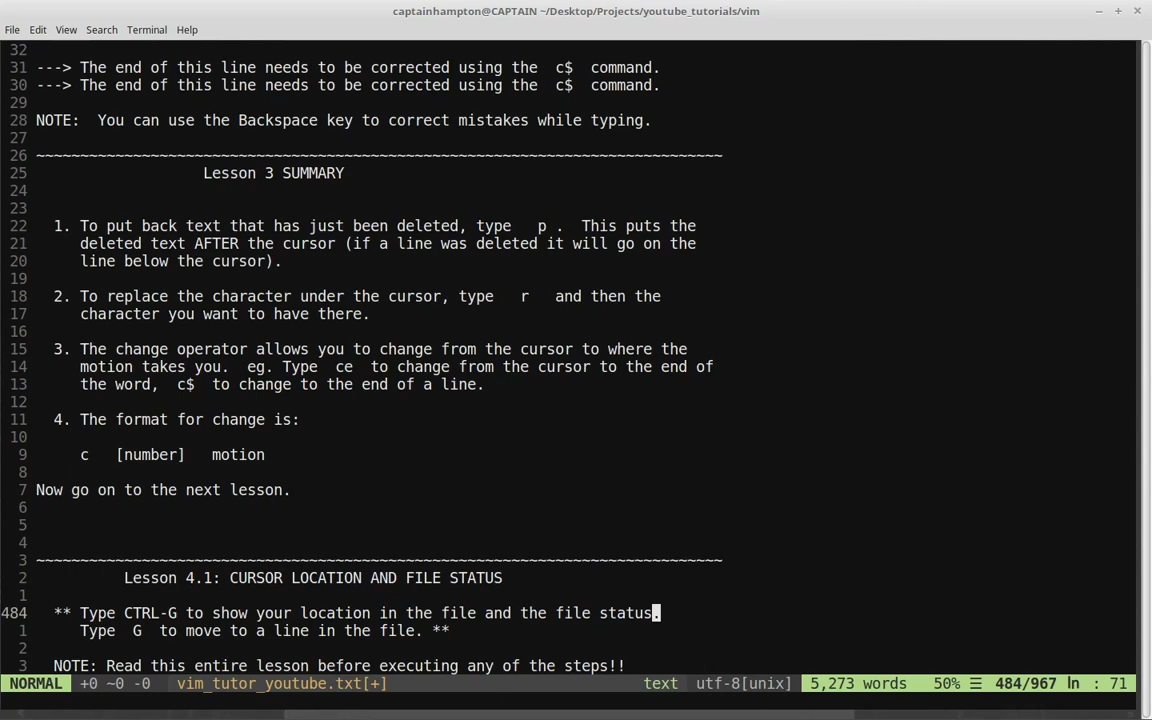 captainhampton@CAPTAIN ~/Desktop/Projects/youtube_tutorials/vim
File Edit View Search Terminal Help
32
31 ---> The end of this line needs to be corrected using the  c$  command.
30 ---> The end of this line needs to be corrected using the  c$  command.
29
28 NOTE:  You can use the Backspace key to correct mistakes while typing.
27
26 ~~~~~~~~~~~~~~~~~~~~~~~~~~~~~~~~~~~~~~~~~~~~~~~~~~~~~~~~~~~~~~~~~~~~~~~~~~~~~~
25                    Lesson 3 SUMMARY
24
23
22   1. To put back text that has just been deleted, type   p .  This puts the
21      deleted text AFTER the cursor (if a line was deleted it will go on the
20      line below the cursor).
19
18   2. To replace the character under the cursor, type   r   and then the
17      character you want to have there.
16
15   3. The change operator allows you to change from the cursor to where the
14      motion takes you.  eg. Type  ce  to change from the cursor to the end of
13      the word,  c$  to change to the end of a line.
12
11   4. The format for change is:
10
9      c   [number]   motion
8
7 Now go on to the next lesson.
6
5
4
3 ~~~~~~~~~~~~~~~~~~~~~~~~~~~~~~~~~~~~~~~~~~~~~~~~~~~~~~~~~~~~~~~~~~~~~~~~~~~~~~
2           Lesson 4.1: CURSOR LOCATION AND FILE STATUS
1
484   ** Type CTRL-G to show your location in the file and the file status.
1      Type  G  to move to a line in the file. **
2
3   NOTE: Read this entire lesson before executing any of the steps!!
NORMAL +0 ~0 -0 vim_tutor_youtube.txt[+] text utf-8[unix] 5,273 words 50% ☰ 484/967 ln : 71